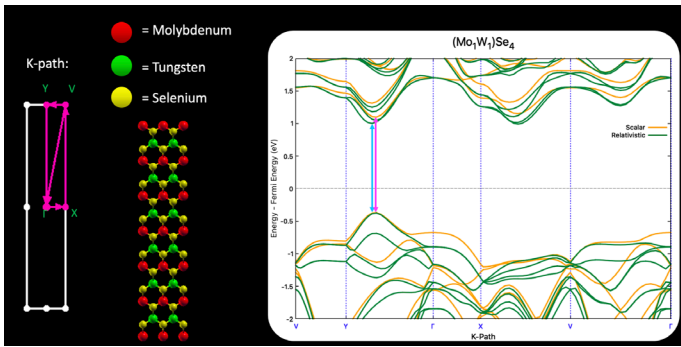 = Molybdenum
= Tungsten
= Selenium
K-path:
Y V
Γ X
(Mo1W1)Se4
Scalar
Relativistic
Energy - Fermi Energy (eV)
2
1.5
1
0.5
0
-0.5
-1
-1.5
-2
V Y Γ X V Γ
K-Path